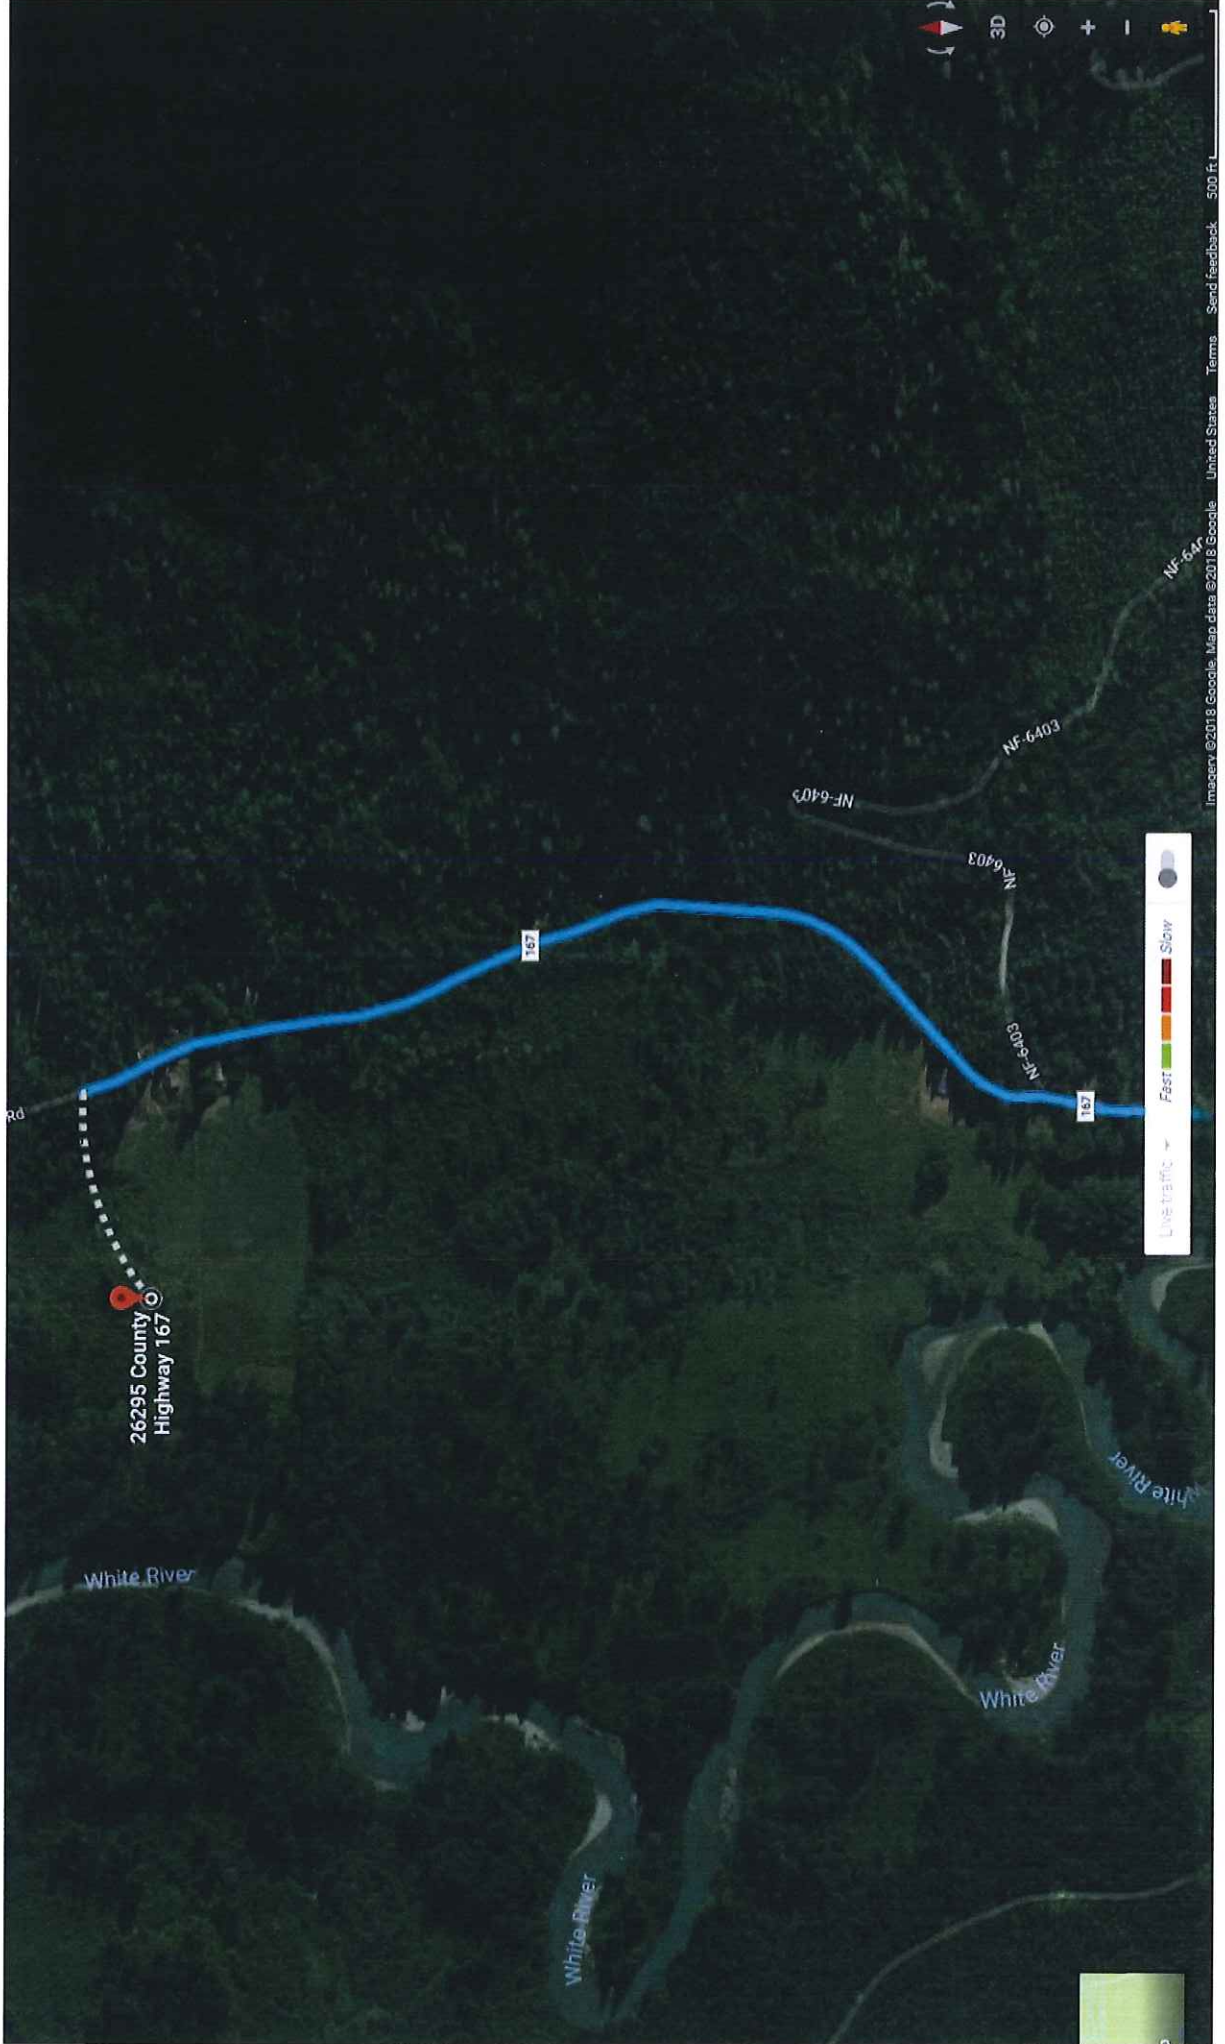 Rd
26295 County
Highway 167
White River
167
White River
White River
White River
NF-6403
NF-6403
NF
NF-6403
NF-6403
167
Live traffic
Fast
Slow
3D
Imagery ©2018 Google, Map data ©2018 Google United States Terms Send feedback 500 ft